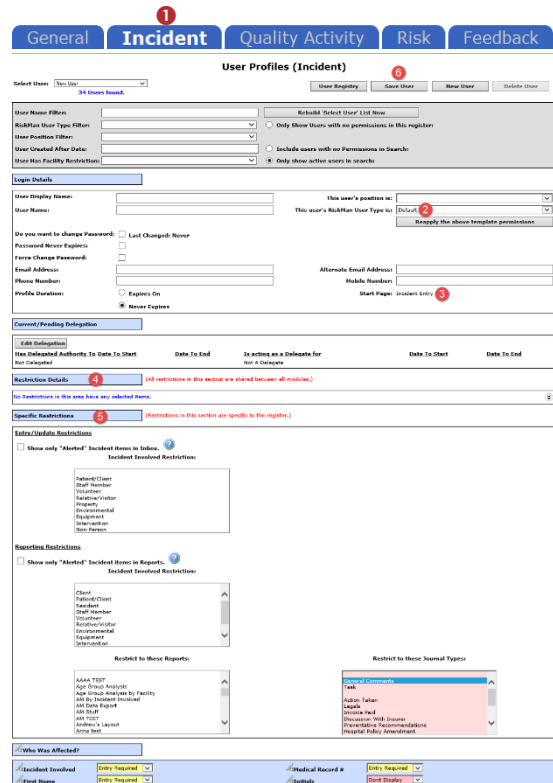 1
General Incident Quality Activity Risk Feedback
User Profiles (Incident)
6
Select User: New User User Registry Save User New User Delete User
34 Users found.
User Name Filter: Rebuild 'Select User' List Now
RiskMan User Type Filter: Only Show Users with no permissions in this register:
User Position Filter:
User Created After Date: Include users with no Permissions in Search:
User Has Facility Restriction: Only show active users in search:
Login Details
User Display Name: This user's position is:
User Name: This user's RiskMan User Type is: Default 2
Reapply the above template permissions
Do you want to change Password: Last Changed: Never
Password Never Expires:
Force Change Password:
Email Address: Alternate Email Address:
Phone Number: Mobile Number:
Profile Duration: Expires On Start Page: Incident Entry 3
Never Expires
Current/Pending Delegation
Edit Delegation
Has Delegated Authority To Date To Start Date To End Is acting as a Delegate for Date To Start Date To End
Not Delegated Not A Delegate
Restriction Details 4 (All restrictions in this section are shared between all modules.)
No Restrictions in this area have any selected items.
Specific Restrictions 5 (Restrictions in this section are specific to the register.)
Entry/Update Restrictions
Show only "Alerted" Incident items in Inbox. ?
Incident Involved Restriction:
Patient/Client
Staff Member
Volunteer
Relative/Visitor
Property
Environmental
Equipment
Intervention
Non-Person
Reporting Restrictions
Show only "Alerted" Incident items in Reports. ?
Incident Involved Restriction:
Client
Patient/Client
Resident
Staff Member
Volunteer
Relative/Visitor
Environmental
Equipment
Intervention
Restrict to these Reports: Restrict to these Journal Types:
AAAA TEST
Age Group Analysis
Age Group Analysis by Facility
AM By Incident Involved
AM Data Export
AM Stuff
AM TEST
Andrew's Layout
Anna test
General Comments
Task
Action Taken
Legals
Invoice Paid
Discussion With Insurer
Preventative Recommendations
Hospital Policy Amendment
Who Was Affected?
Incident Involved Entry Required Medical Record # Entry Required
First Name Entry Required Initials Dont Display